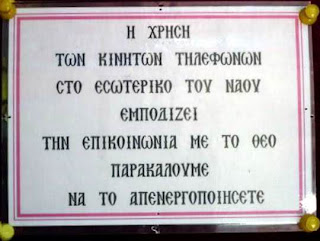 Η ΧΡΗΣΗ
ΤΩΝ ΚΙΝΗΤΩΝ ΤΗΛΕΦΩΝΩΝ
ϹΤΟ ΕϹΩΤΕΡΙΚΟ ΤΟΥ ΝΑΟΥ
ΕΜΠΟΔΙΖΕΙ
ΤΗΝ ΕΠΙΚΟΙΝΩΝΙΑ ΜΕ ΤΟ ΘΕΟ
ΠΑΡΑΚΑΛΟΥΜΕ
ΝΑ ΤΟ ΑΠΕΝΕΡΓΟΠΟΙΗϹΕΤΕ